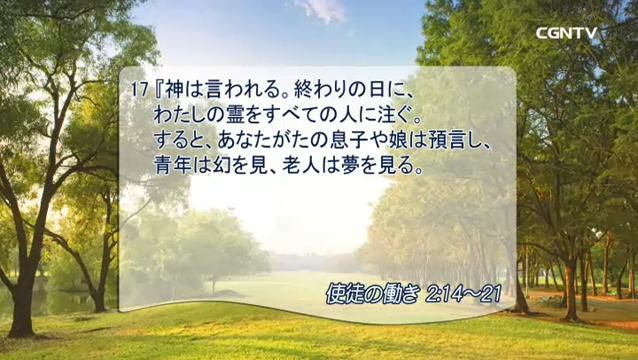 CGNTV
17『神は言われる。終わりの日に、
わたしの霊をすべての人に注ぐ。
すると、あなたがたの息子や娘は預言し、
青年は幻を見、老人は夢を見る。
使徒の働き 2:14〜21